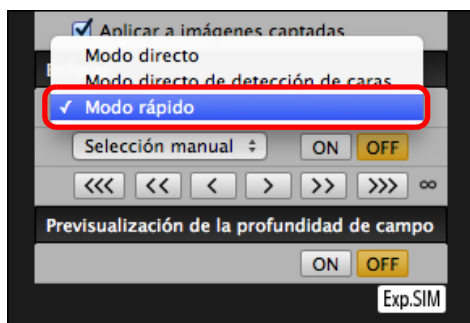 Aplicar a imágenes captadas
Modo directo
Modo directo de detección de caras
✓ Modo rápido
Selección manual ON OFF
<<< << < > >> >>> ∞
Previsualización de la profundidad de campo
ON OFF
Exp.SIM